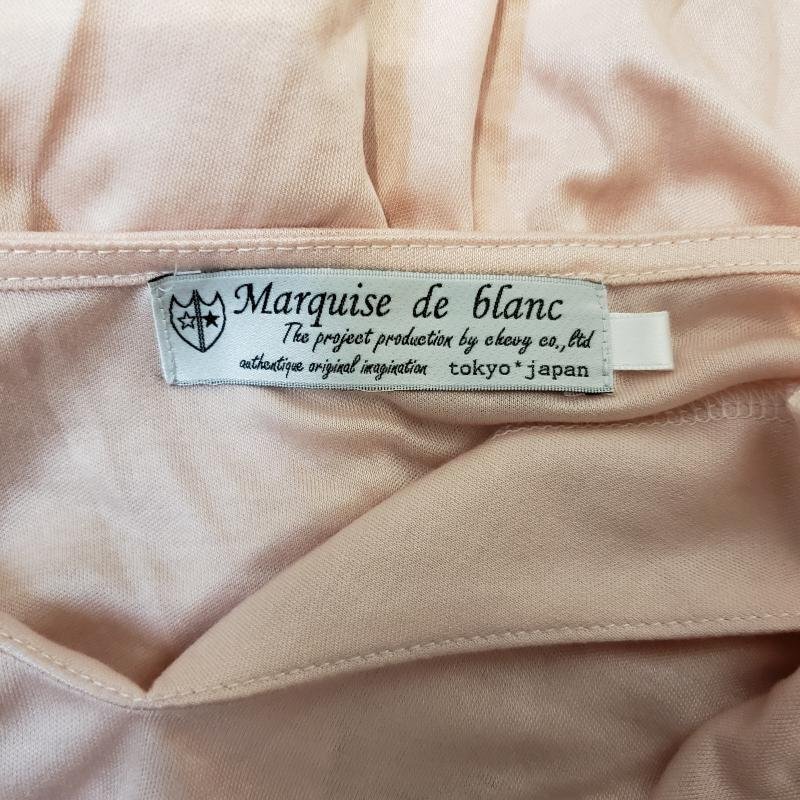 Marquise de blanc
The project production by chevy co.,ltd
authentique original imagination tokyo*japan